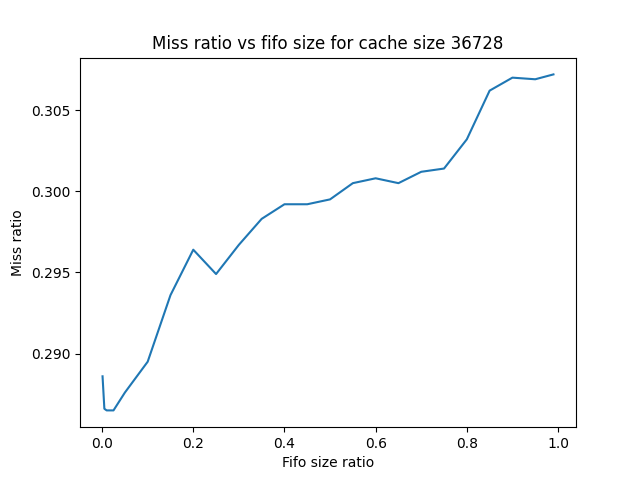 Miss ratio vs fifo size for cache size 36728
0.305
0.300
0.295
0.290
Miss ratio
0.0 0.2 0.4 0.6 0.8 1.0
Fifo size ratio